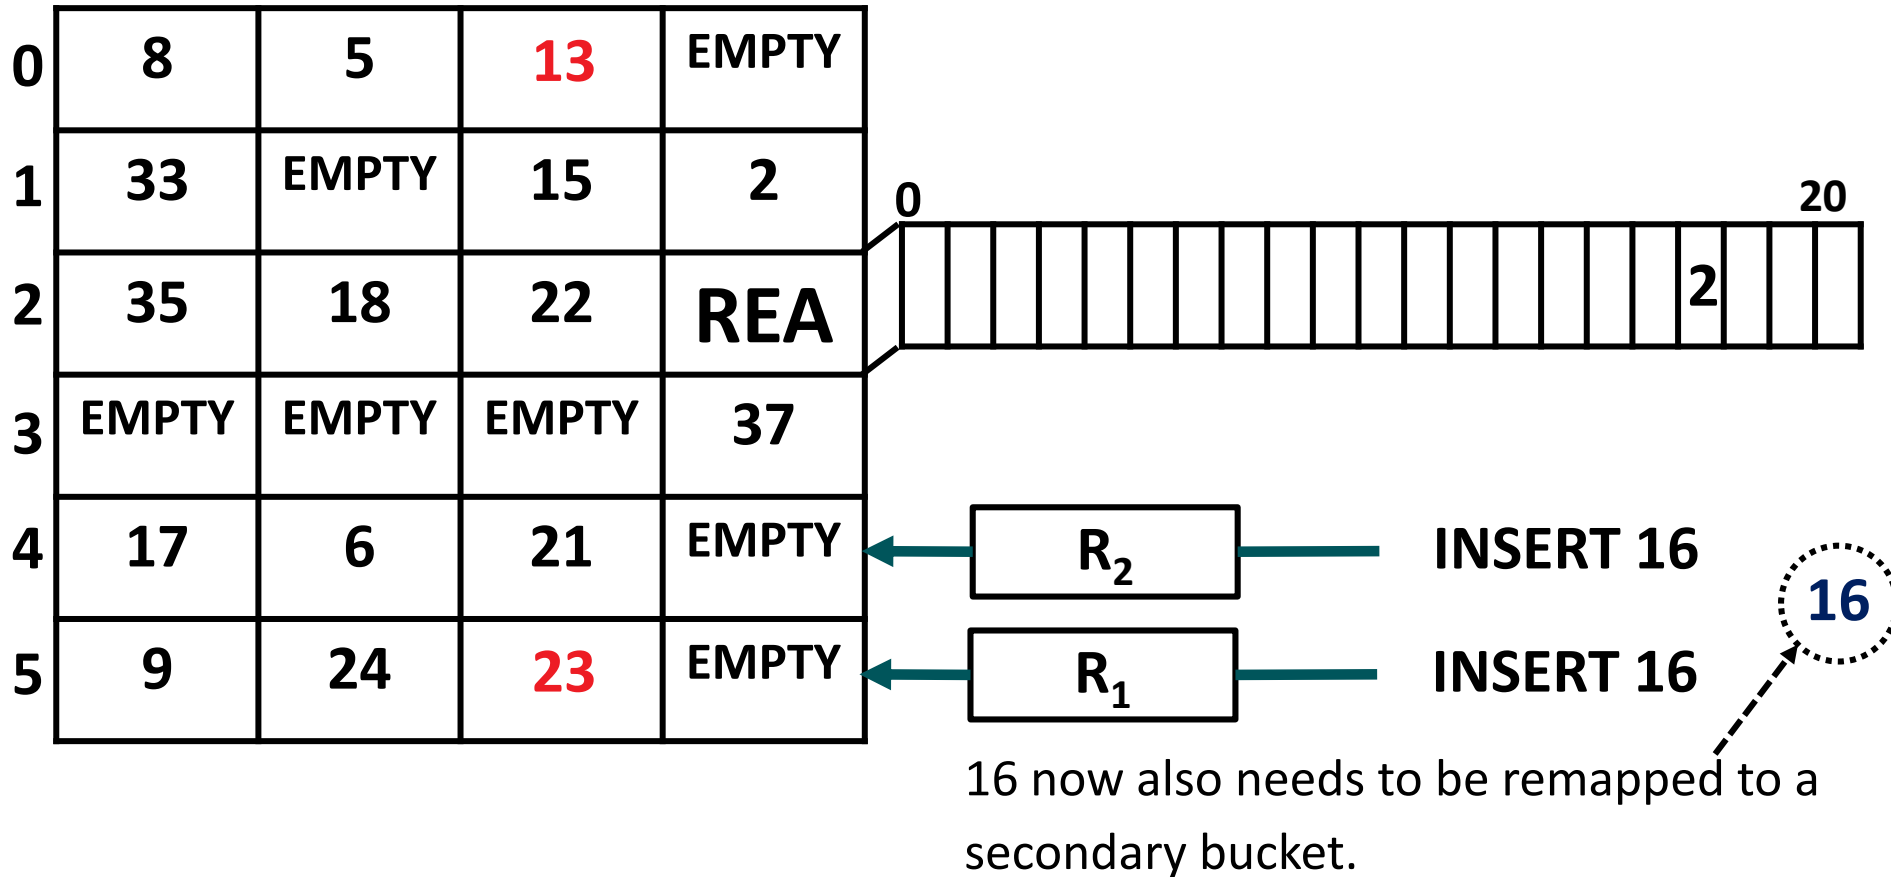 0 8 5 13 EMPTY
1 33 EMPTY 15 2
0 20
2 35 18 22 REA 2
3 EMPTY EMPTY EMPTY 37
4 17 6 21 EMPTY R2 INSERT 16
16
5 9 24 23 EMPTY R1 INSERT 16
16 now also needs to be remapped to a
secondary bucket.